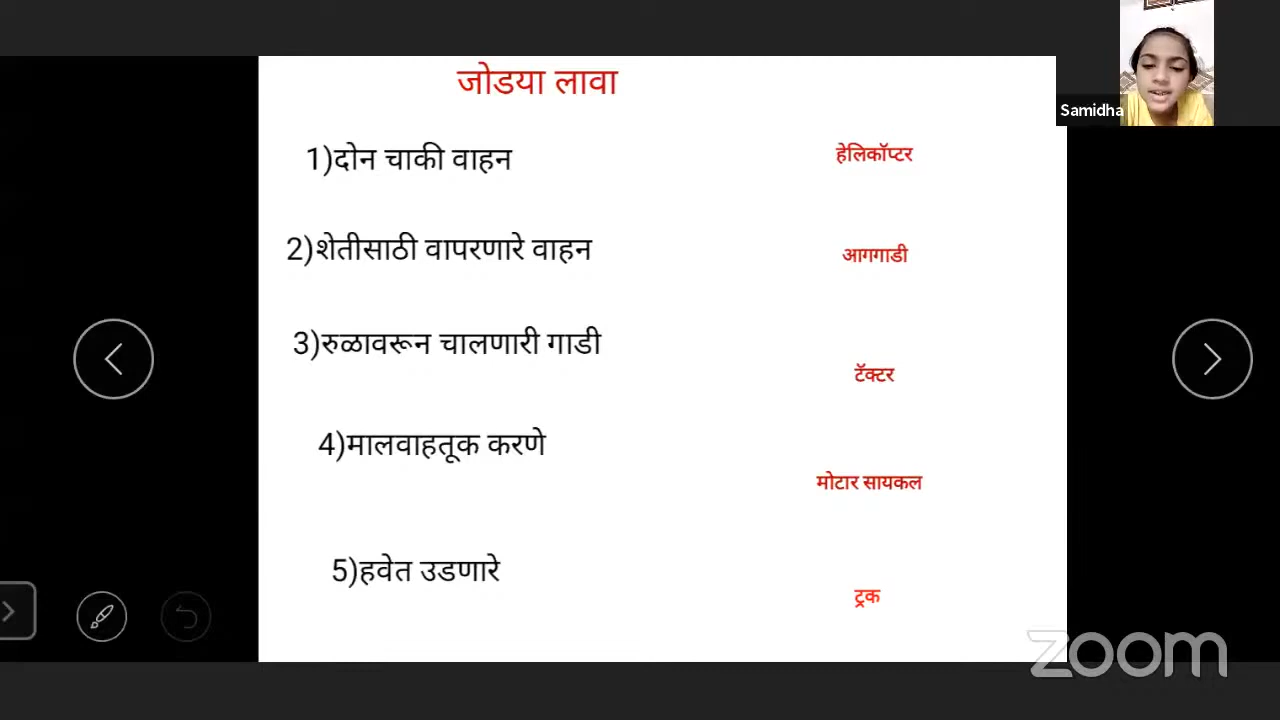 जोडया लावा
Samidha
1)दोन चाकी वाहन
हेलिकॉप्टर
2)शेतीसाठी वापरणारे वाहन
आगगाडी
3)रुळावरून चालणारी गाडी
टॅक्टर
4)मालवाहतूक करणे
मोटार सायकल
5)हवेत उडणारे
ट्रक
zoom